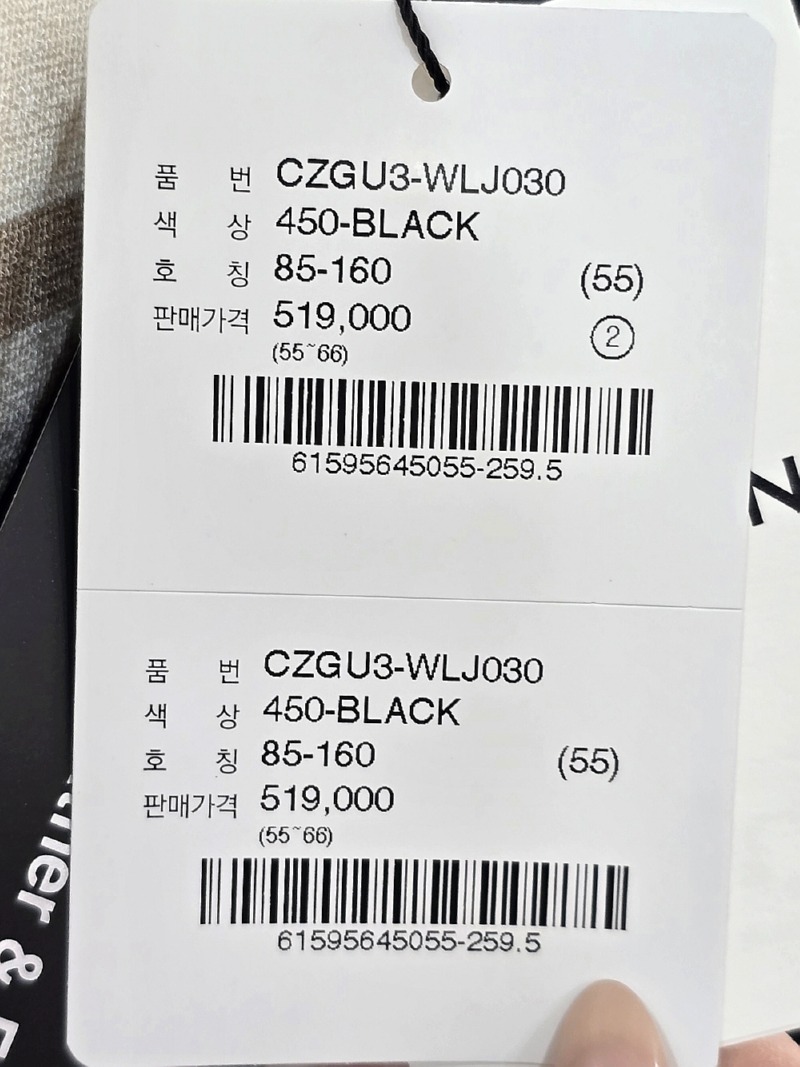 품 번 CZGU3-WLJ030
색 상 450-BLACK
호 칭 85-160 (55)
판매가격 519,000
(55~66) ②
61595645055-259.5
N
품 번 CZGU3-WLJ030
색 상 450-BLACK
호 칭 85-160 (55)
판매가격 519,000
(55~66)
61595645055-259.5
&